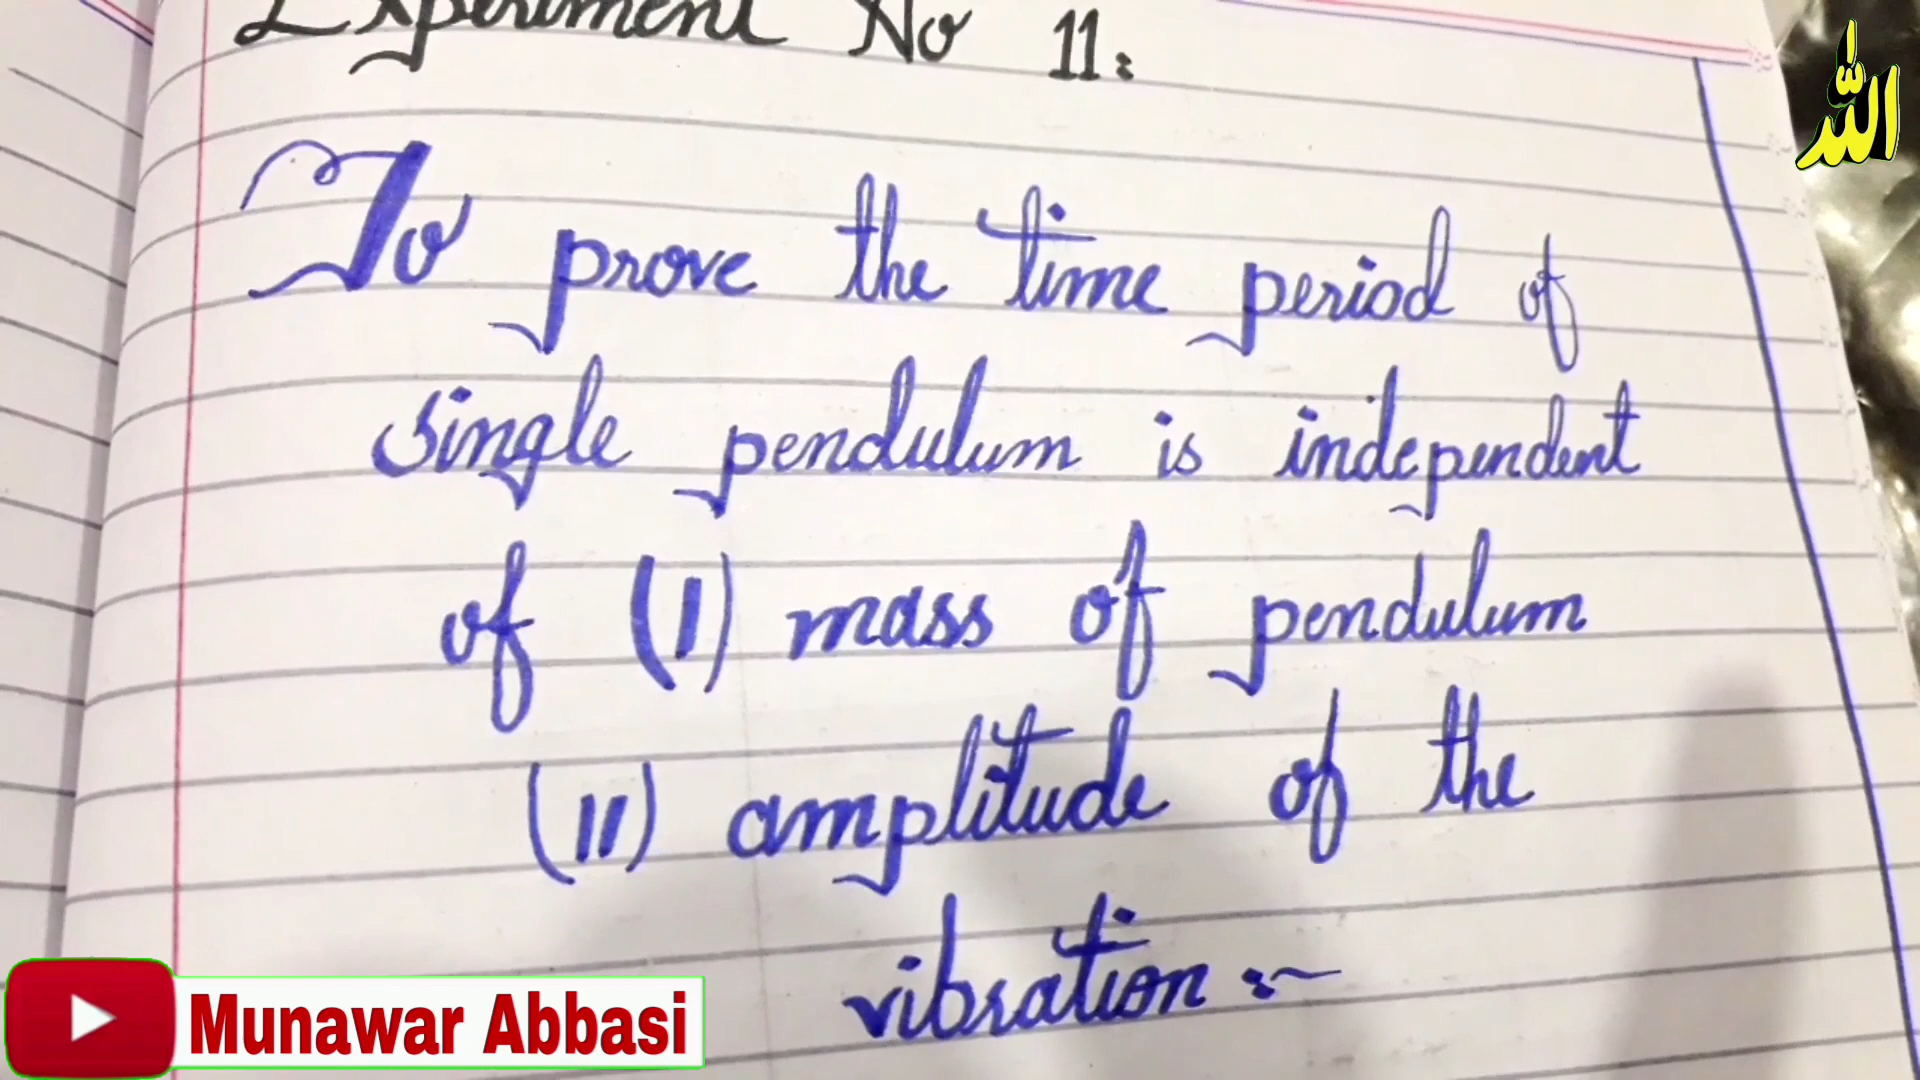 Experiment No 11:
الله
To prove the time period of
single pendulum is independent
of (I) mass of pendulum
(II) amplitude of the
vibration :~
Munawar Abbasi